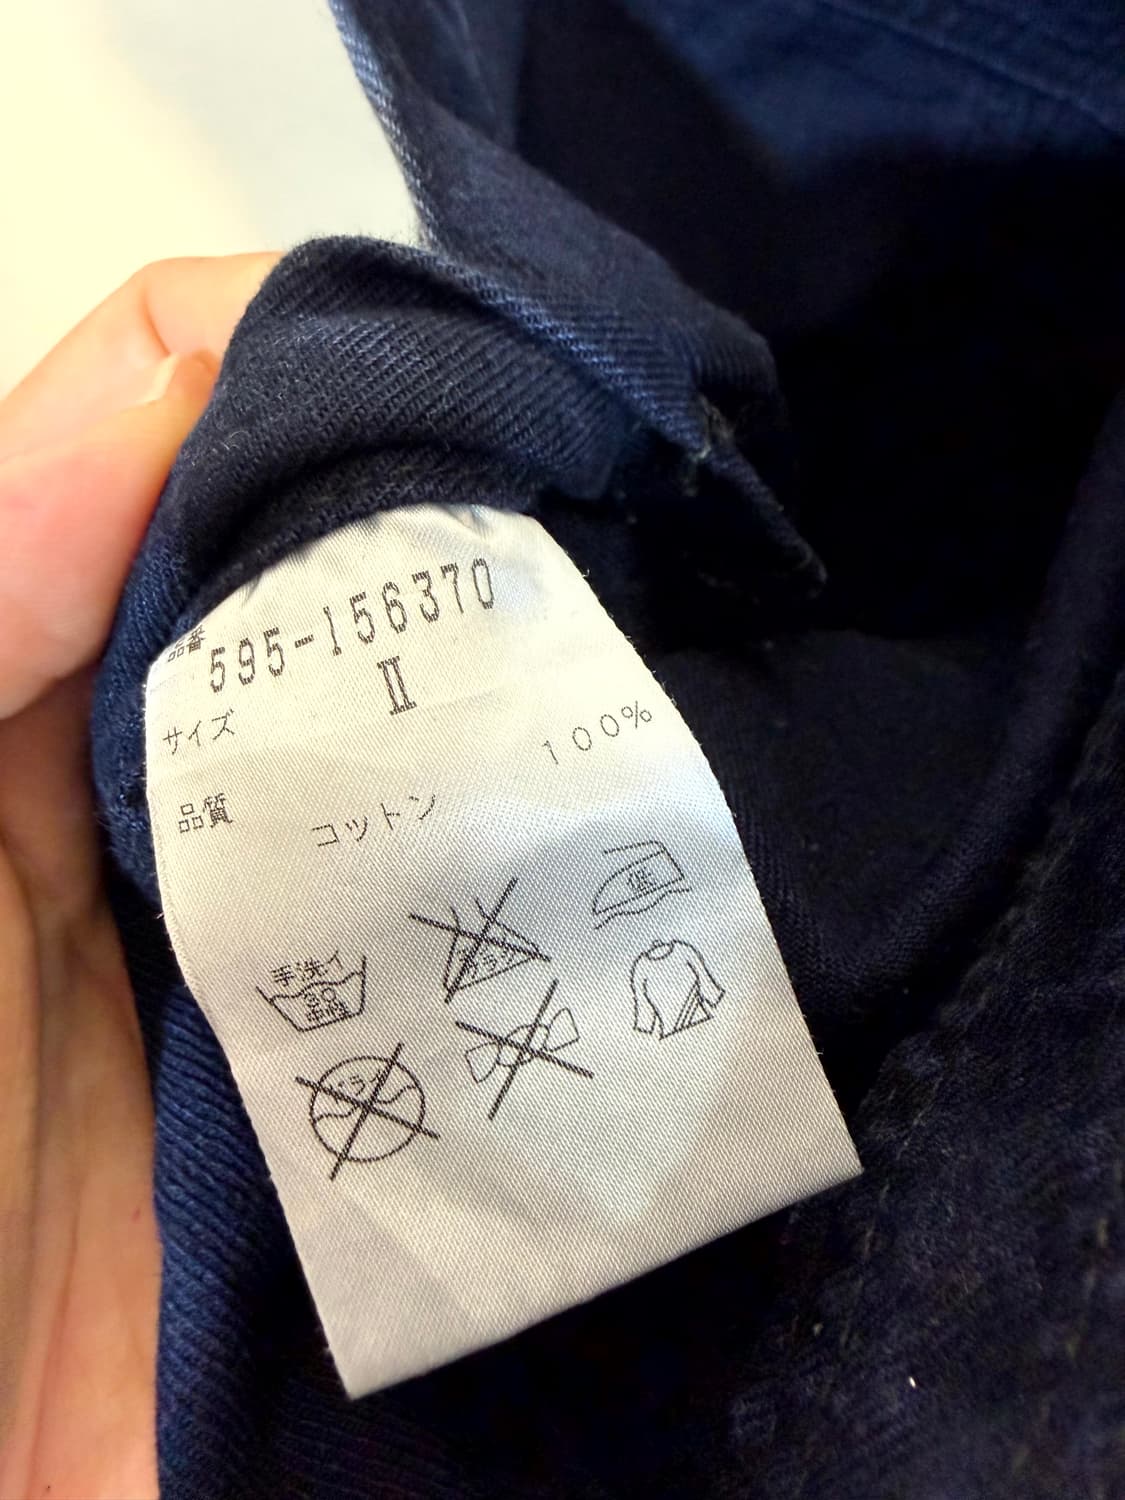 品番 595-156370
サイズ Ⅱ
品質 コットン 100%
手洗イ
30
中性
低